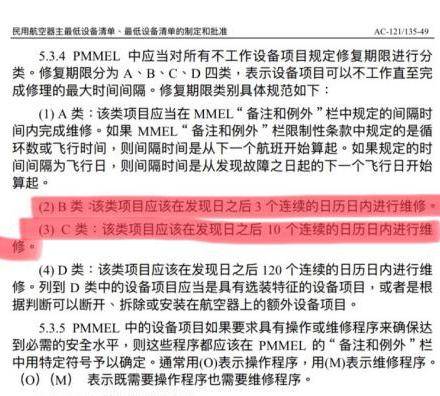 民用航空器主最低设备清单、最低设备清单的制定和批准 AC-121/135-49
5.3.4 PMMEL 中应当对所有不工作设备项目规定修复期限进行分
类。修复期限分为 A、B、C、D 四类，表示设备项目可以不工作直至完
成修理的最大时间间隔。修复期限类别具体规范如下：
(1) A 类：该类项目应当在 MMEL“备注和例外”栏中规定的间隔时
间内完成维修。如果 MMEL“备注和例外”栏限制性条款中规定的是循
环数或飞行时间，则间隔时间是从下一个航班开始算起。如果规定的时
间间隔为飞行日，则间隔时间是从发现故障之日起的下一个飞行日开始
算起。
(2) B 类：该类项目应该在发现日之后 3 个连续的日历日内进行维修。
(3) C 类：该类项目应该在发现日之后 10 个连续的日历日内进行维
修。
(4) D 类：该类项目应该在发现日之后 120 个连续的日历日内进行维
修。列到 D 类中的设备项目应当是具有选装特征的设备项目，或者是根
据判断可以断开、拆除或安装在航空器上的额外设备项目。
5.3.5 PMMEL 中的设备项目如果要求具有操作或维修程序来确保达
到必需的安全水平，则这些程序都应该在 PMMEL 的“备注和例外”栏
中用特定符号予以确定。通常用(O)表示操作程序，用(M)表示维修程序。
(O)(M) 表示既需要操作程序也需要维修程序。